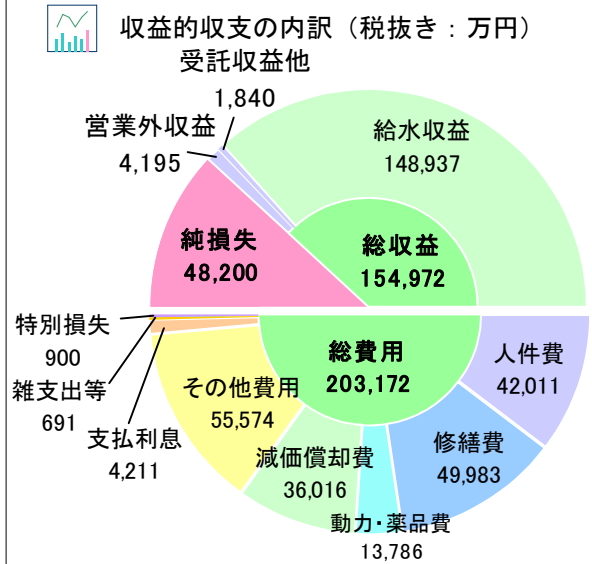 収益的収支の内訳（税抜き：万円）
受託収益他
1,840
営業外収益
4,195
給水収益
148,937
純損失
48,200
総収益
154,972
特別損失
900
雑支出等
691
支払利息
4,211
その他費用
55,574
総費用
203,172
人件費
42,011
減価償却費
36,016
修繕費
49,983
動力・薬品費
13,786